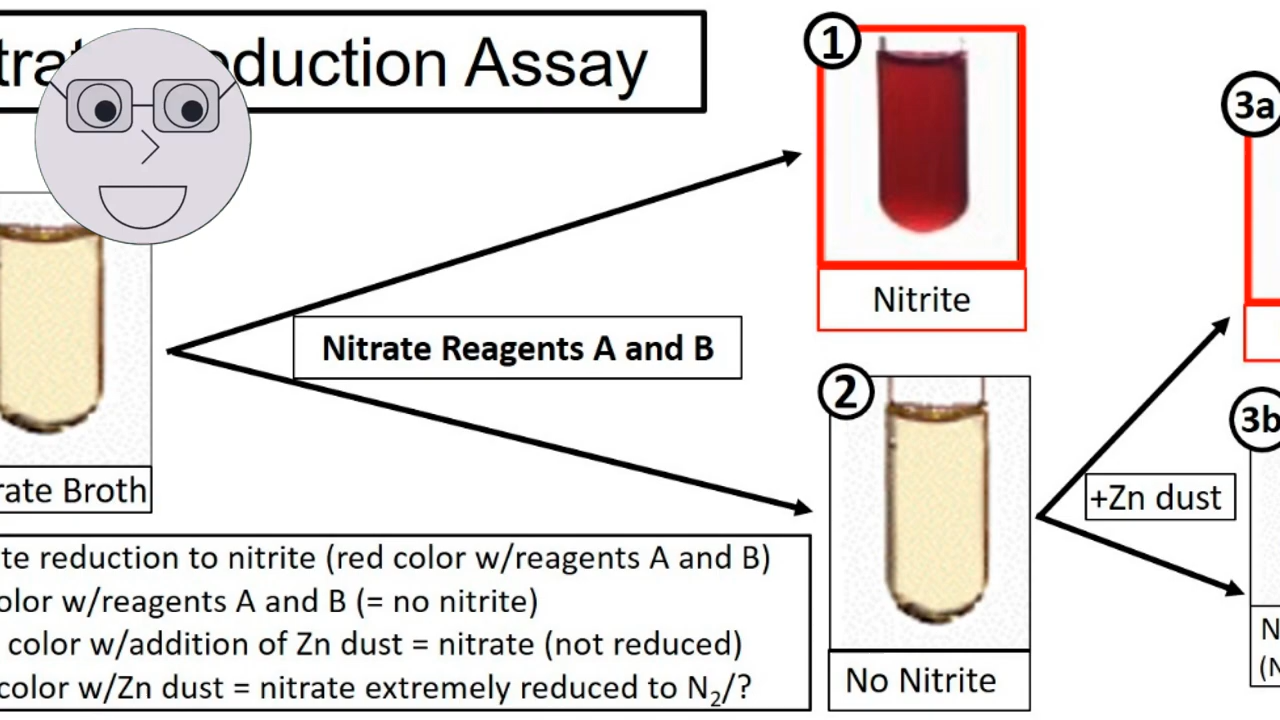 duction Assay
1
Nitrite
3a
Nitrate Reagents A and B
2
3b
+Zn dust
rate Broth
te reduction to nitrite (red color w/reagents A and B)
olor w/reagents A and B (= no nitrite)
color w/addition of Zn dust = nitrate (not reduced)
color w/Zn dust = nitrate extremely reduced to N₂/?
No Nitrite
N
(N